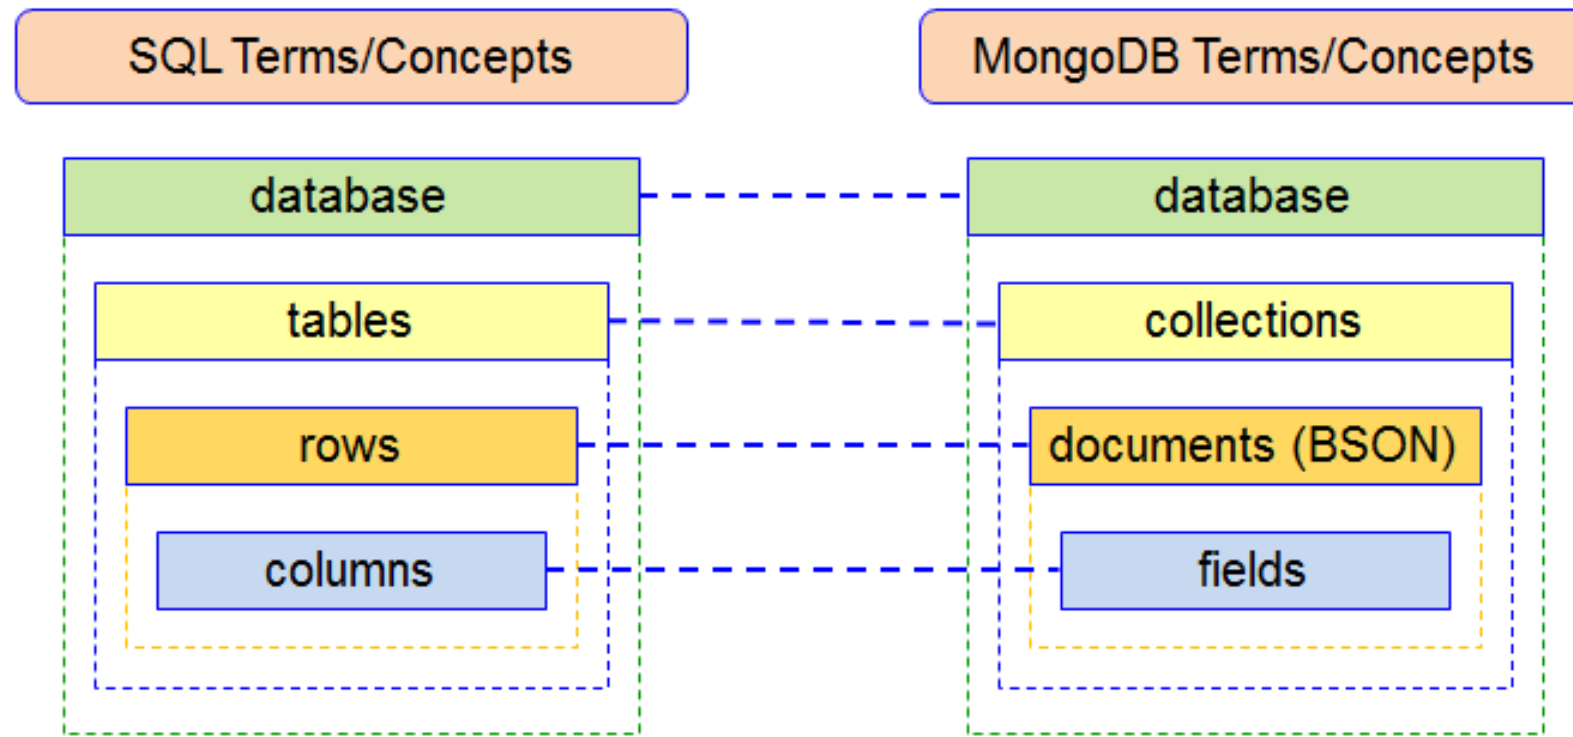 SQL Terms/Concepts
MongoDB Terms/Concepts
database
database
tables
collections
rows
documents (BSON)
columns
fields